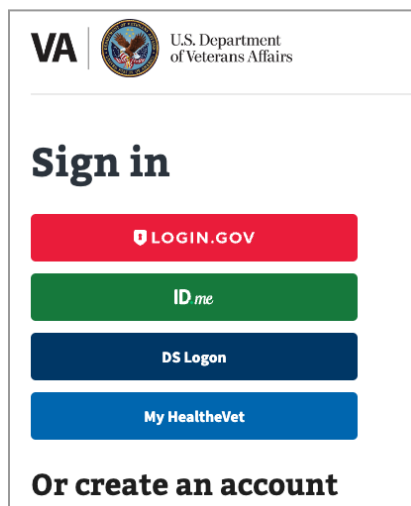 VA
U.S. Department
of Veterans Affairs
Sign in
LOGIN.GOV
ID.me
DS Logon
My HealtheVet
Or create an account